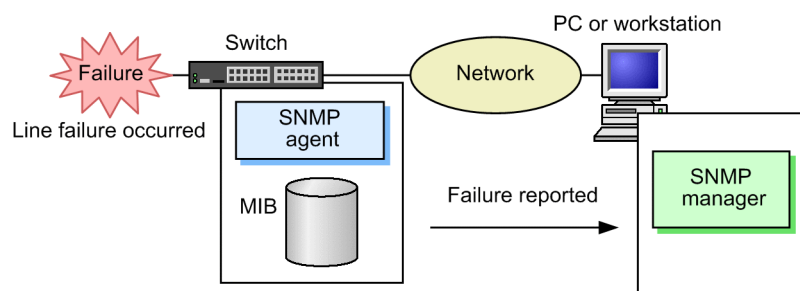 PC or workstation
Switch
Failure
Network
Line failure occurred
SNMP
agent
MIB
Failure reported
SNMP
manager